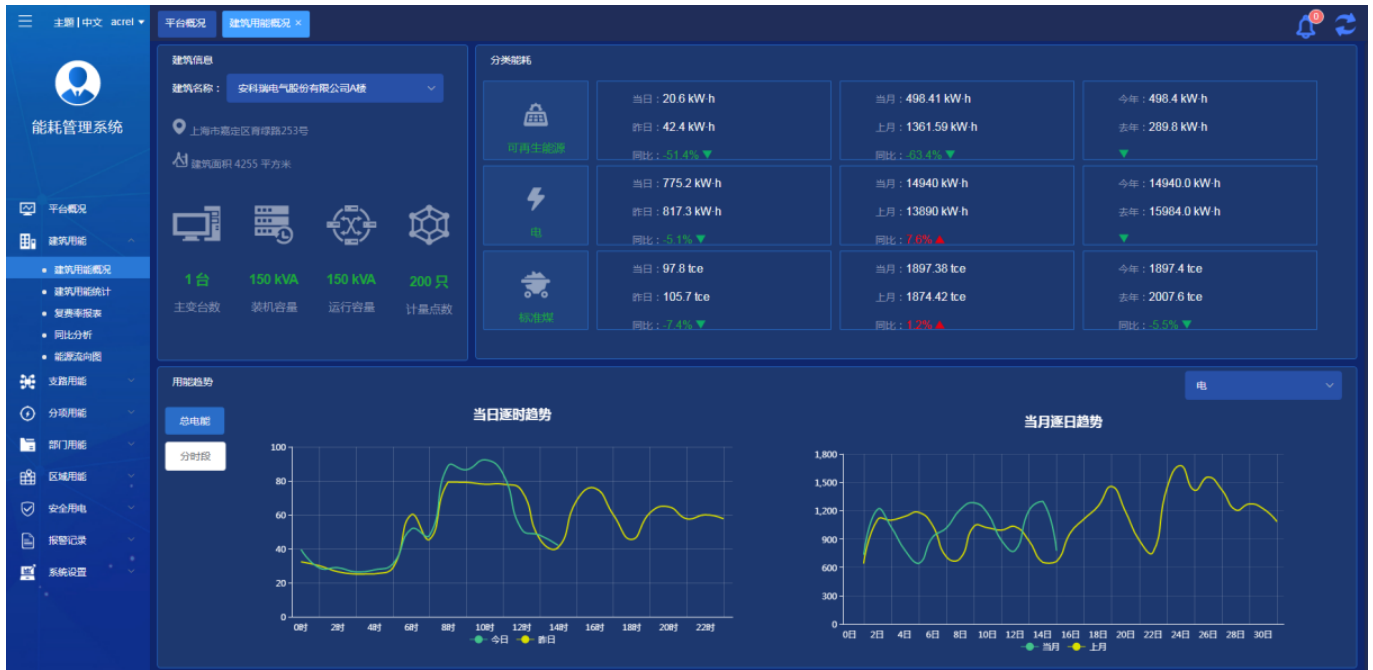 主题 | 中文 acrel
平台概况 建筑用能概况 ×
0
能耗管理系统
平台概况
建筑用能
建筑用能概况
建筑用能统计
复费率报表
同比分析
能源流向图
支路用能
分项用能
部门用能
区域用能
安全用电
报警记录
系统设置
建筑信息
建筑名称： 安科瑞电气股份有限公司A楼
上海市嘉定区育绿路253号
建筑面积 4255 平方米
1 台 150 kVA 150 kVA 200 只
主变台数 装机容量 运行容量 计量点数
分类能耗
可再生能源
当日：20.6 kW·h 当月：498.41 kW·h 今年：498.4 kW·h
昨日：42.4 kW·h 上月：1361.59 kW·h 去年：289.8 kW·h
同比：-51.4% ▼ 同比：-63.4% ▼ ▼
电
当日：775.2 kW·h 当月：14940 kW·h 今年：14940.0 kW·h
昨日：817.3 kW·h 上月：13890 kW·h 去年：15984.0 kW·h
同比：-5.1% ▼ 同比：7.6% ▲ ▼
标准煤
当日：97.8 tce 当月：1897.38 tce 今年：1897.4 tce
昨日：105.7 tce 上月：1874.42 tce 去年：2007.6 tce
同比：-7.4% ▼ 同比：1.2% ▲ 同比：-5.5% ▼
用能趋势
电
总电能
分时段
当日逐时趋势
100
80
60
40
20
0
0时 2时 4时 6时 8时 10时 12时 14时 16时 18时 20时 22时
今日 昨日
当月逐日趋势
1,800
1,500
1,200
900
600
300
0
0日 2日 4日 6日 8日 10日 12日 14日 16日 18日 20日 22日 24日 26日 28日 30日
当月 上月